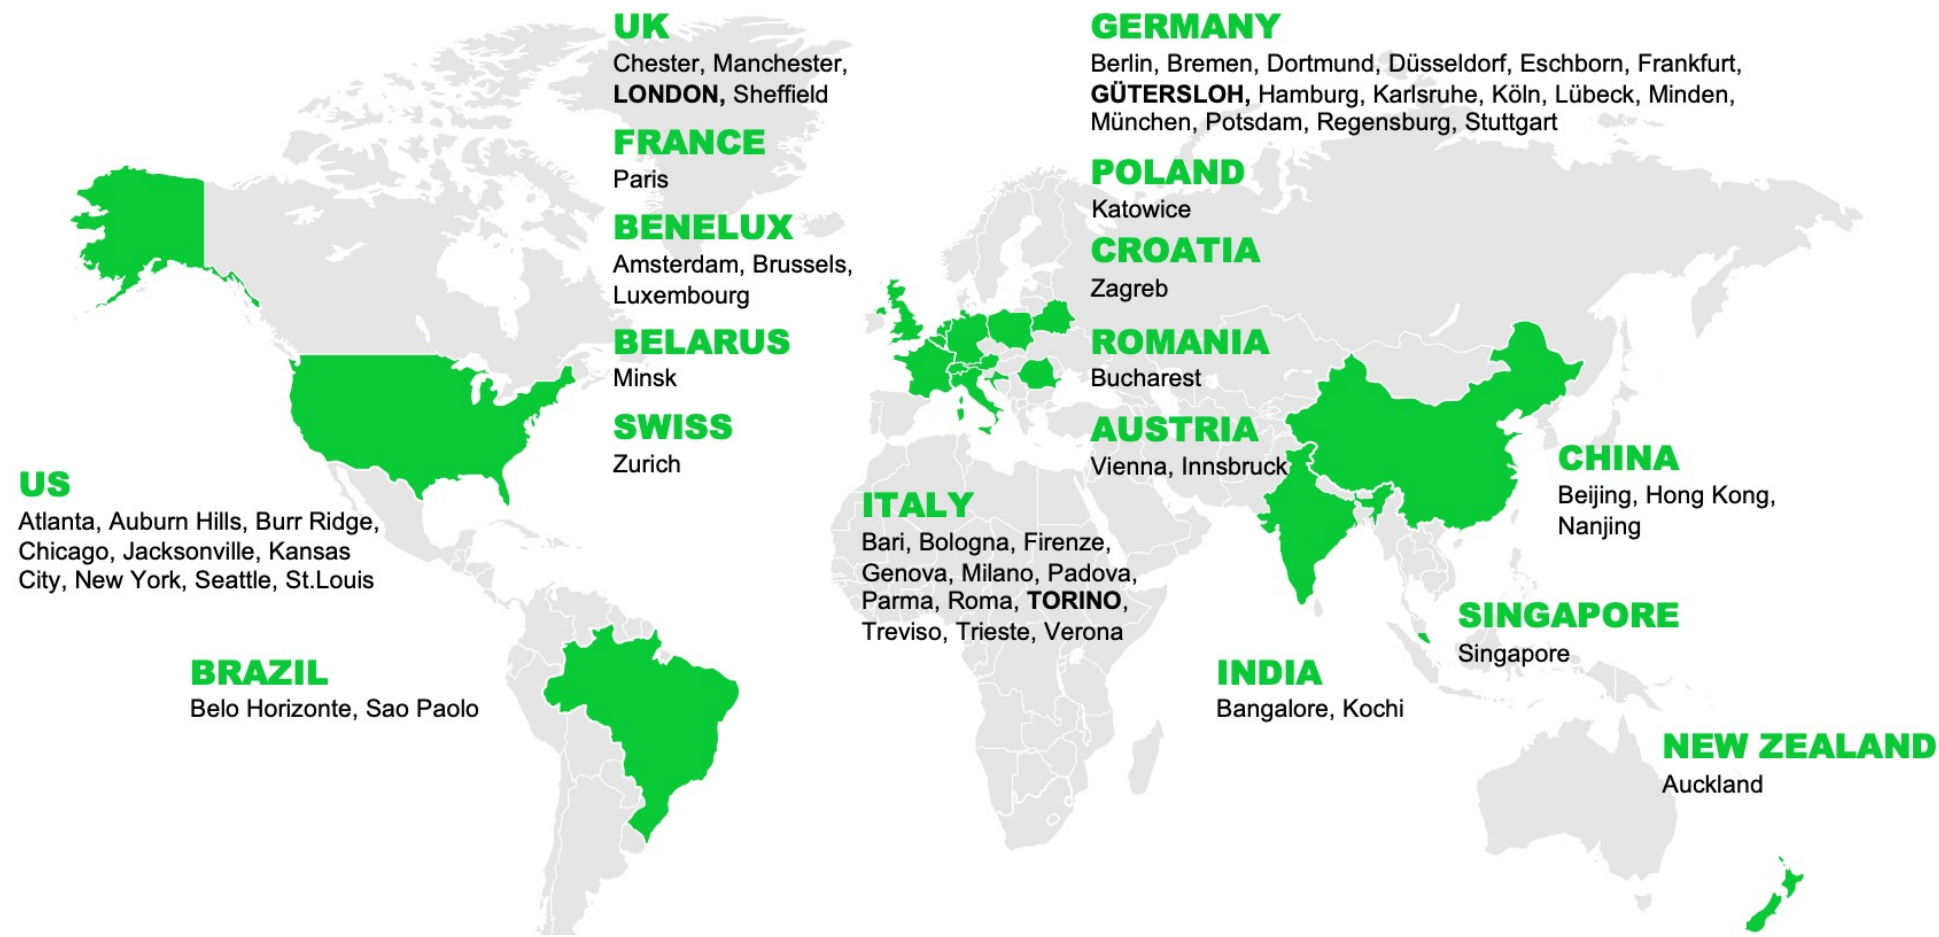 UK
Chester, Manchester,
LONDON, Sheffield
FRANCE
Paris
BENELUX
Amsterdam, Brussels,
Luxembourg
BELARUS
Minsk
SWISS
Zurich
GERMANY
Berlin, Bremen, Dortmund, Düsseldorf, Eschborn, Frankfurt,
GÜTERSLOH, Hamburg, Karlsruhe, Köln, Lübeck, Minden,
München, Potsdam, Regensburg, Stuttgart
POLAND
Katowice
CROATIA
Zagreb
ROMANIA
Bucharest
AUSTRIA
Vienna, Innsbruck
US
Atlanta, Auburn Hills, Burr Ridge,
Chicago, Jacksonville, Kansas
City, New York, Seattle, St.Louis
BRAZIL
Belo Horizonte, Sao Paolo
ITALY
Bari, Bologna, Firenze,
Genova, Milano, Padova,
Parma, Roma, TORINO,
Treviso, Trieste, Verona
CHINA
Beijing, Hong Kong,
Nanjing
SINGAPORE
Singapore
INDIA
Bangalore, Kochi
NEW ZEALAND
Auckland